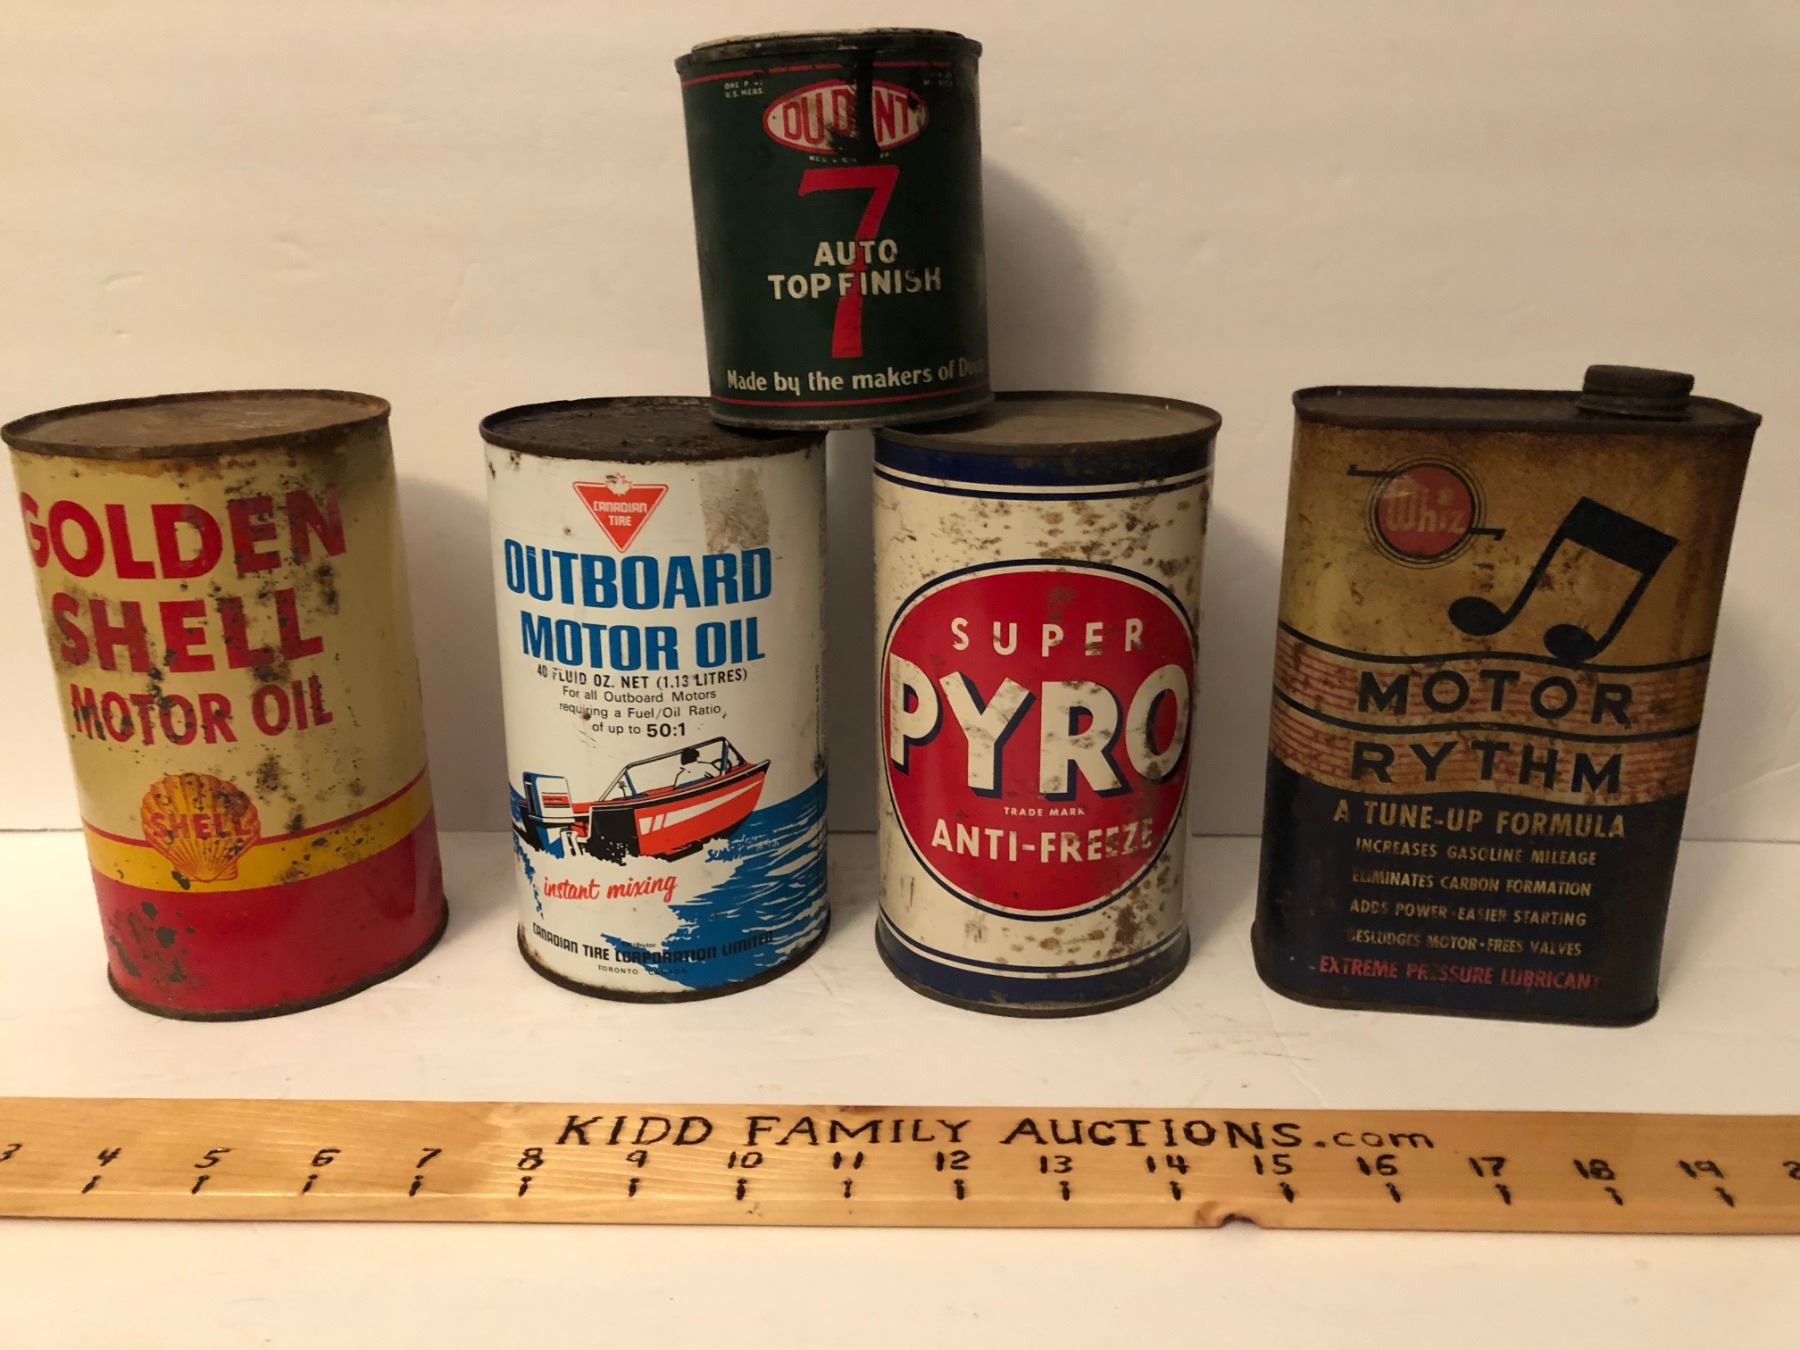 DU PONT
7
AUTO
TOP FINISH
Made by the makers of Duco
GOLDEN
SHELL
MOTOR OIL
SHELL
CANADIAN
TIRE
OUTBOARD
MOTOR OIL
40 FLUID OZ. NET (1.13 LITRES)
For all Outboard Motors
requiring a Fuel/Oil Ratio
of up to 50:1
instant mixing
CANADIAN TIRE CORPORATION LIMITED
TORONTO CANADA
SUPER
PYRO
TRADE MARK
ANTI-FREEZE
Whiz
MOTOR
RYTHM
A TUNE-UP FORMULA
INCREASES GASOLINE MILEAGE
ELIMINATES CARBON FORMATION
ADDS POWER-EASIER STARTING
DESLUDGES MOTOR-FREES VALVES
EXTREME PRESSURE LUBRICANT
KIDD FAMILY AUCTIONS.com
3 4 5 6 7 8 9 10 11 12 13 14 15 16 17 18 19